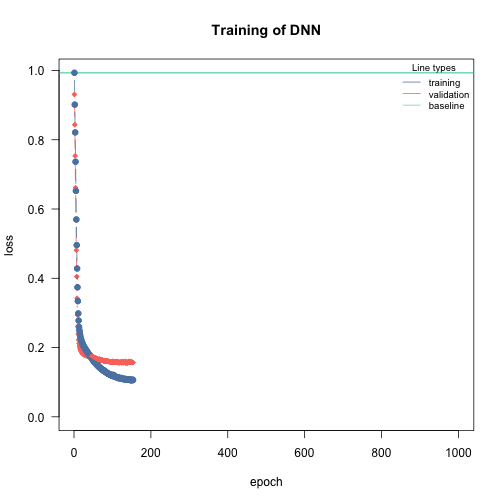 Training of DNN
Line types
training
validation
baseline
loss
1.0
0.8
0.6
0.4
0.2
0.0
0 200 400 600 800 1000
epoch